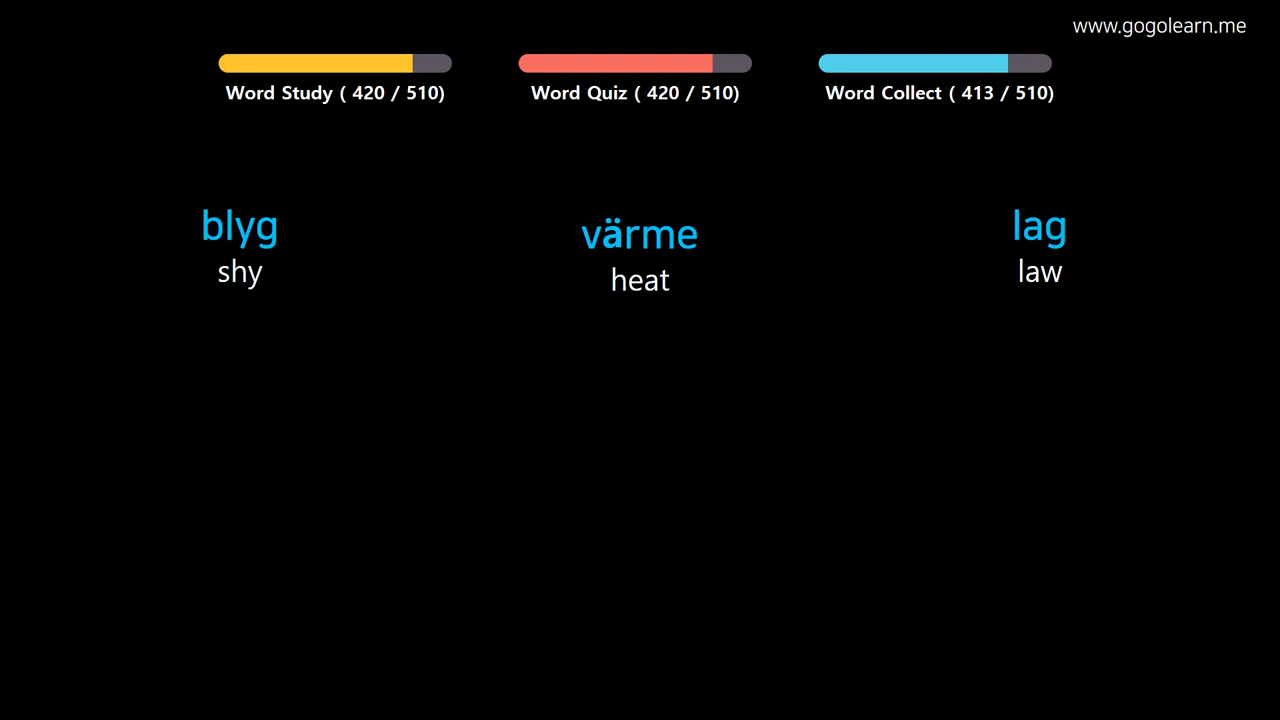 www.gogolearn.me
Word Study ( 420 / 510)
Word Quiz ( 420 / 510)
Word Collect ( 413 / 510)
blyg
shy
värme
heat
lag
law